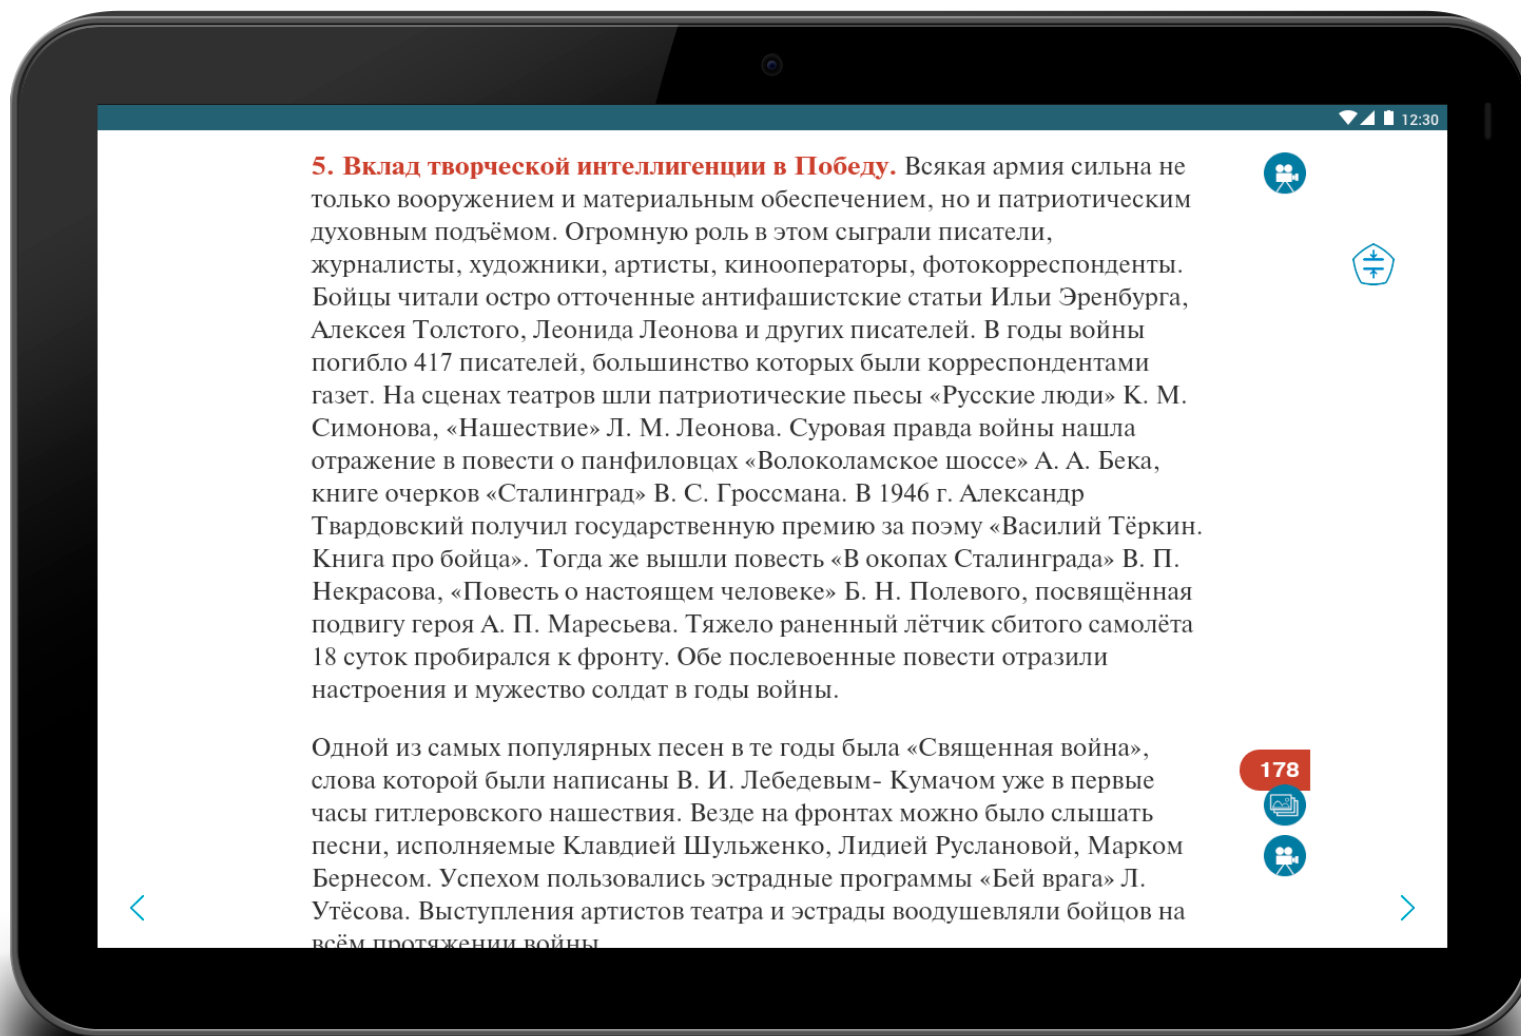 12:30
5. Вклад творческой интеллигенции в Победу. Всякая армия сильна не
только вооружением и материальным обеспечением, но и патриотическим
духовным подъёмом. Огромную роль в этом сыграли писатели,
журналисты, художники, артисты, кинооператоры, фотокорреспонденты.
Бойцы читали остро отточенные антифашистские статьи Ильи Эренбурга,
Алексея Толстого, Леонида Леонова и других писателей. В годы войны
погибло 417 писателей, большинство которых были корреспондентами
газет. На сценах театров шли патриотические пьесы «Русские люди» К. М.
Симонова, «Нашествие» Л. М. Леонова. Суровая правда войны нашла
отражение в повести о панфиловцах «Волоколамское шоссе» А. А. Бека,
книге очерков «Сталинград» В. С. Гроссмана. В 1946 г. Александр
Твардовский получил государственную премию за поэму «Василий Тёркин.
Книга про бойца». Тогда же вышли повесть «В окопах Сталинграда» В. П.
Некрасова, «Повесть о настоящем человеке» Б. Н. Полевого, посвящённая
подвигу героя А. П. Маресьева. Тяжело раненный лётчик сбитого самолёта
18 суток пробирался к фронту. Обе послевоенные повести отразили
настроения и мужество солдат в годы войны.
Одной из самых популярных песен в те годы была «Священная война»,
слова которой были написаны В. И. Лебедевым- Кумачом уже в первые
178
часы гитлеровского нашествия. Везде на фронтах можно было слышать
песни, исполняемые Клавдией Шульженко, Лидией Руслановой, Марком
Бернесом. Успехом пользовались эстрадные программы «Бей врага» Л.
Утёсова. Выступления артистов театра и эстрады воодушевляли бойцов на
всём протяжении войны